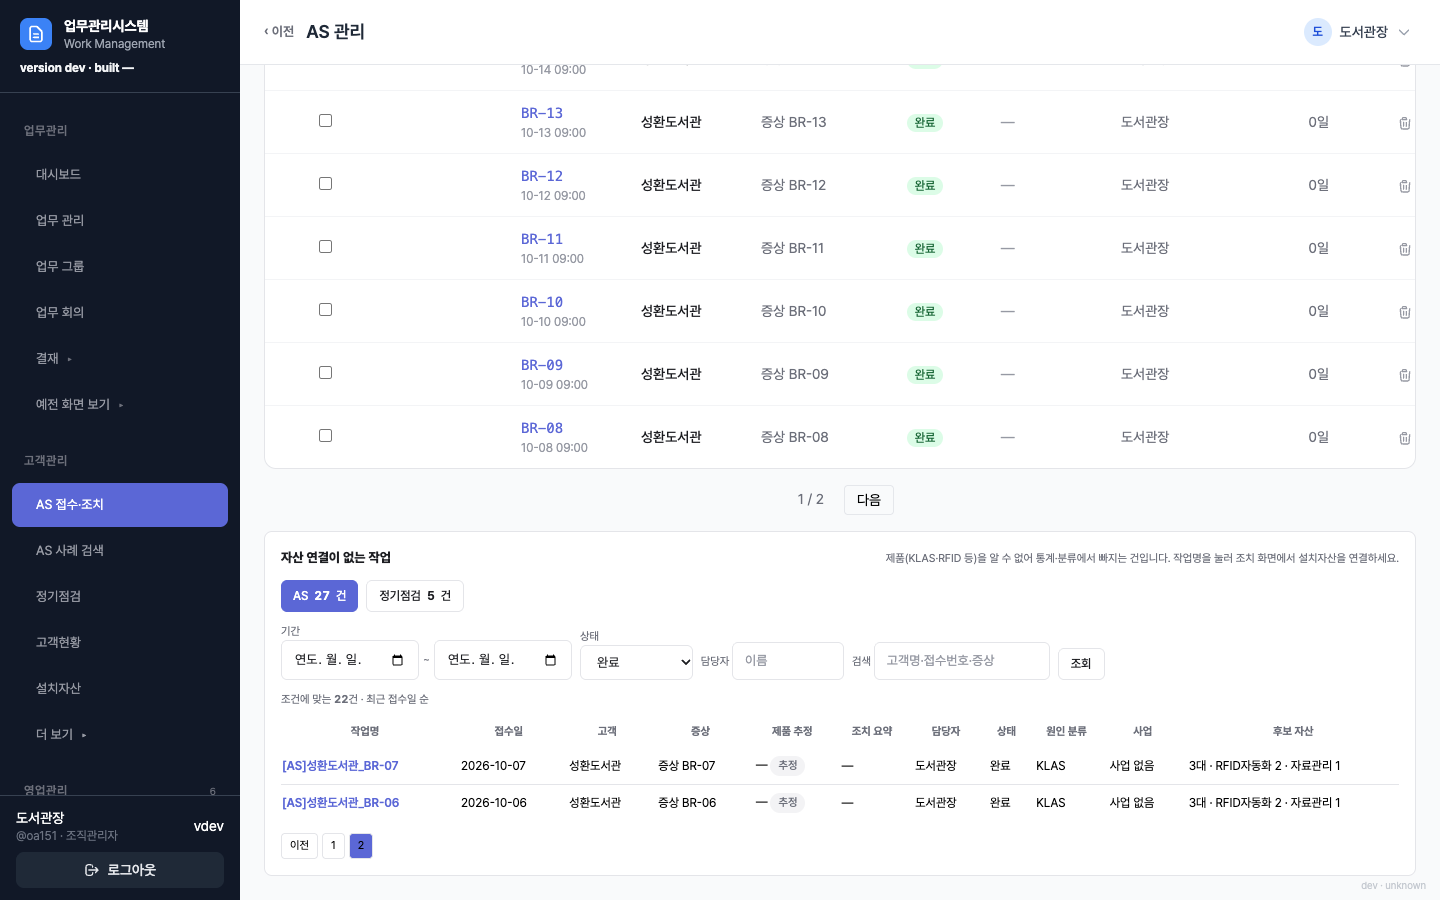 업무관리시스템
Work Management
version dev · built —
업무관리
대시보드
업무 관리
업무 그룹
업무 회의
결재 ▸
예전 화면 보기 ▸
고객관리
AS 접수·조치
AS 사례 검색
정기점검
고객현황
설치자산
더 보기 ▸
영업관리 6
도서관장
@oa151 · 조직관리자
vdev
로그아웃
‹ 이전 AS 관리
도 도서관장
10-14 09:00
BR-13 성환도서관 증상 BR-13 완료 — 도서관장 0일
10-13 09:00
BR-12 성환도서관 증상 BR-12 완료 — 도서관장 0일
10-12 09:00
BR-11 성환도서관 증상 BR-11 완료 — 도서관장 0일
10-11 09:00
BR-10 성환도서관 증상 BR-10 완료 — 도서관장 0일
10-10 09:00
BR-09 성환도서관 증상 BR-09 완료 — 도서관장 0일
10-09 09:00
BR-08 성환도서관 증상 BR-08 완료 — 도서관장 0일
10-08 09:00
1 / 2 다음
자산 연결이 없는 작업 제품(KLAS·RFID 등)을 알 수 없어 통계·분류에서 빠지는 건입니다. 작업명을 눌러 조치 화면에서 설치자산을 연결하세요.
AS 27 건 정기점검 5 건
기간 상태
연도. 월. 일. ~ 연도. 월. 일. 완료 담당자 이름 검색 고객명·접수번호·증상 조회
조건에 맞는 22건 · 최근 접수일 순
작업명 접수일 고객 증상 제품 추정 조치 요약 담당자 상태 원인 분류 사업 후보 자산
[AS]성환도서관_BR-07 2026-10-07 성환도서관 증상 BR-07 — 추정 — 도서관장 완료 KLAS 사업 없음 3대 · RFID자동화 2 · 자료관리 1
[AS]성환도서관_BR-06 2026-10-06 성환도서관 증상 BR-06 — 추정 — 도서관장 완료 KLAS 사업 없음 3대 · RFID자동화 2 · 자료관리 1
이전 1 2
dev · unknown